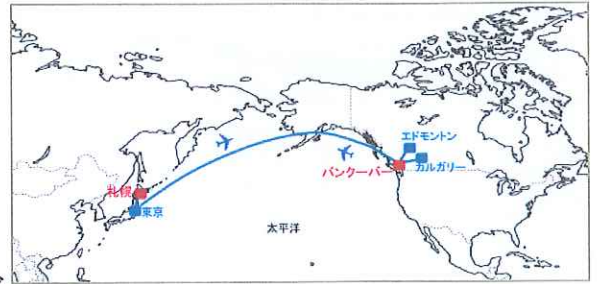 エドモントン
バンクーバー
カルガリー
札幌
東京
太平洋